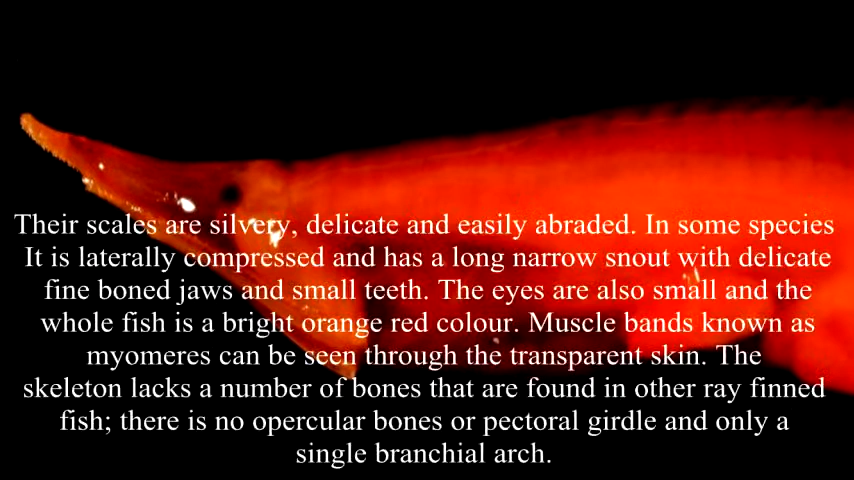 Their scales are silvery, delicate and easily abraded. In some species
It is laterally compressed and has a long narrow snout with delicate
fine boned jaws and small teeth. The eyes are also small and the
whole fish is a bright orange red colour. Muscle bands known as
myomeres can be seen through the transparent skin. The
skeleton lacks a number of bones that are found in other ray finned
fish; there is no opercular bones or pectoral girdle and only a
single branchial arch.